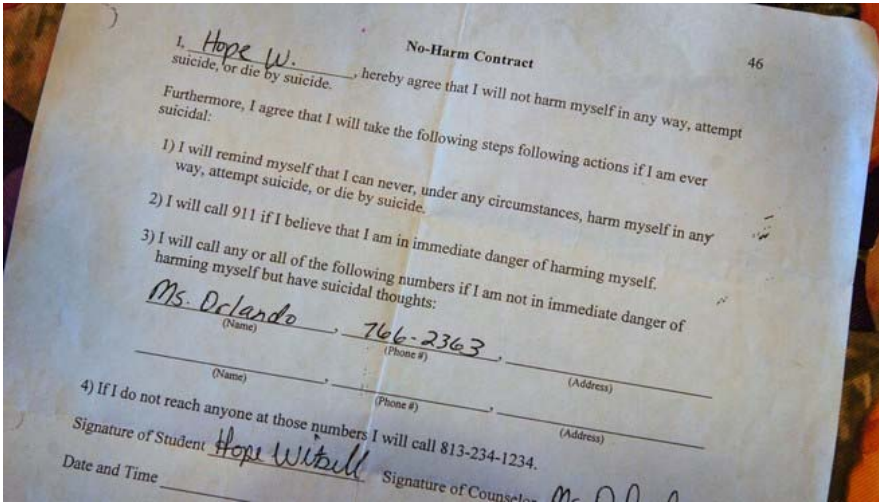 No-Harm Contract
46
I, Hope W., hereby agree that I will not harm myself in any way, attempt
suicide, or die by suicide.
Furthermore, I agree that I will take the following steps following actions if I am ever
suicidal:
1) I will remind myself that I can never, under any circumstances, harm myself in any
way, attempt suicide, or die by suicide.
2) I will call 911 if I believe that I am in immediate danger of harming myself.
3) I will call any or all of the following numbers if I am not in immediate danger of
harming myself but have suicidal thoughts:
Ms. Orlando, 766-2363,
(Name) (Phone #) (Address)
(Name) (Phone #) (Address)
4) If I do not reach anyone at those numbers I will call 813-234-1234.
Signature of Student Hope Witsell Signature of Counselor Ms.
Date and Time